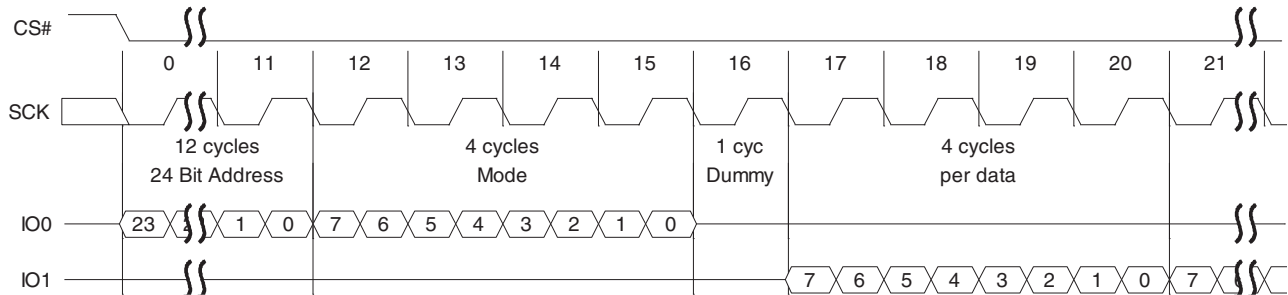 CS#
0 11 12 13 14 15 16 17 18 19 20 21
SCK
12 cycles 4 cycles 1 cyc 4 cycles
24 Bit Address Mode Dummy per data
IO0 23 1 0 7 6 5 4 3 2 1 0
IO1 7 6 5 4 3 2 1 0 7